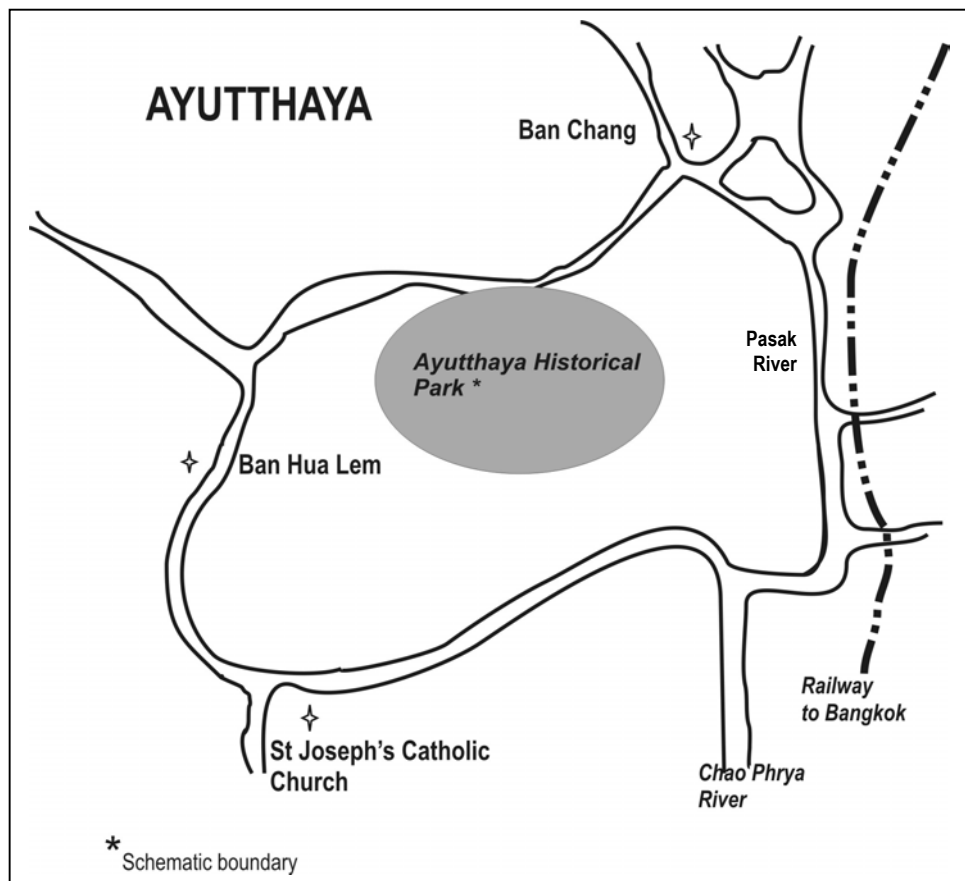 AYUTTHAYA
Ban Chang
Pasak
River
Ayutthaya Historical
Park *
Ban Hua Lem
Railway
to Bangkok
St Joseph's Catholic
Church
Chao Phrya
River
* Schematic boundary